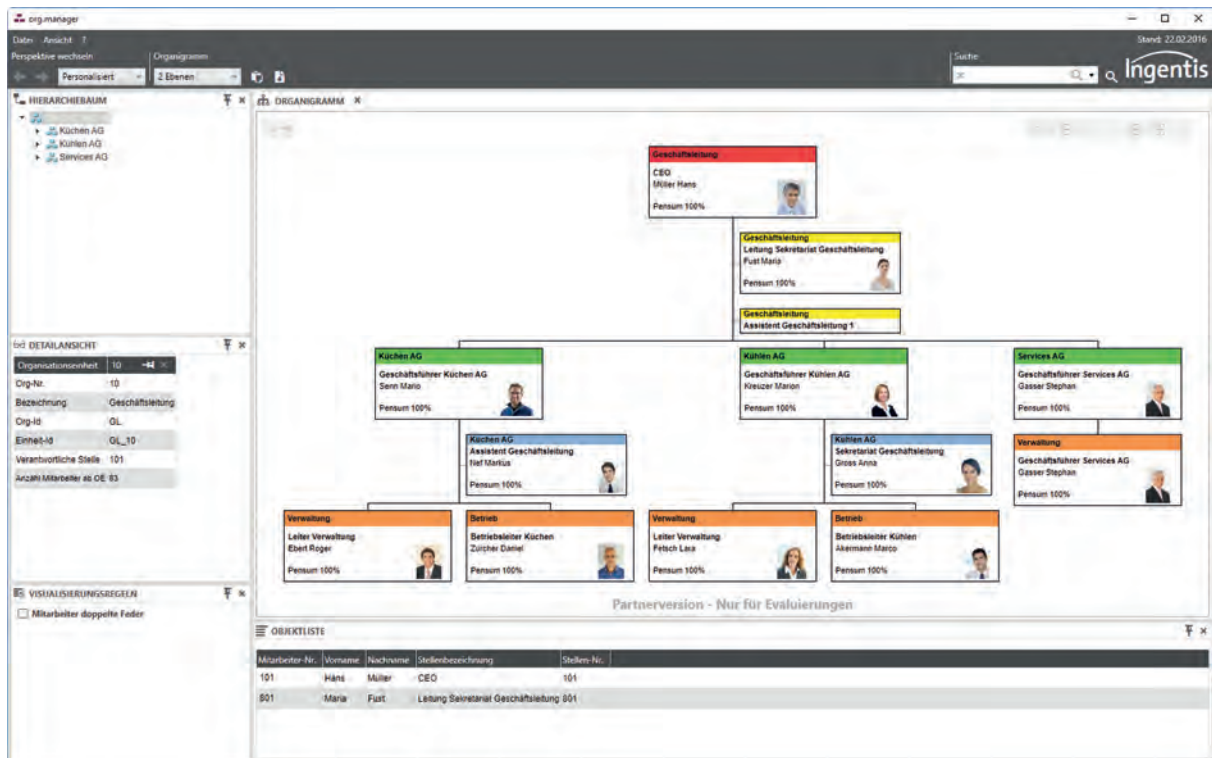 org.manager
Datei Ansicht ?
Stand: 22.02.2016
Perspektive wechseln
Organigramm
Suche
Personalisiert
2 Ebenen
Ingentis
HIERARCHIEBAUM
Küchen AG
Kühlen AG
Services AG
ORGANIGRAMM
Geschäftsleitung
CEO
Müller Hans
Pensum 100%
Geschäftsleitung
Leitung Sekretariat Geschäftsleitung
Fust Maria
Pensum 100%
Geschäftsleitung
Assistent Geschäftsleitung 1
Küchen AG
Geschäftsführer Küchen AG
Senn Mario
Pensum 100%
Kühlen AG
Geschäftsführer Kühlen AG
Kreuzer Marion
Pensum 100%
Services AG
Geschäftsführer Services AG
Gasser Stephan
Pensum 100%
Küchen AG
Assistent Geschäftsleitung
Nef Markus
Pensum 100%
Kühlen AG
Sekretariat Geschäftsleitung
Gross Anna
Pensum 100%
Verwaltung
Geschäftsführer Services AG
Gasser Stephan
Pensum 100%
Verwaltung
Leiter Verwaltung
Ebert Roger
Pensum 100%
Betrieb
Betriebsleiter Küchen
Zürcher Daniel
Pensum 100%
Verwaltung
Leiter Verwaltung
Fetsch Lara
Pensum 100%
Betrieb
Betriebsleiter Kühlen
Akermann Marco
Pensum 100%
Partnerversion - Nur für Evaluierungen
DETAILANSICHT
Organisationseinheit 10
Org-Nr. 10
Bezeichnung Geschäftsleitung
Org-Id GL
Einheit-Id GL_10
Verantwortliche Stelle 101
Anzahl Mitarbeiter ab OE 83
VISUALISIERUNGSREGELN
Mitarbeiter doppelte Feder
OBJEKTLISTE
Mitarbeiter-Nr. Vorname Nachname Stellenbezeichnung Stellen-Nr.
101 Hans Müller CEO 101
801 Maria Fust Leitung Sekretariat Geschäftsleitung 801